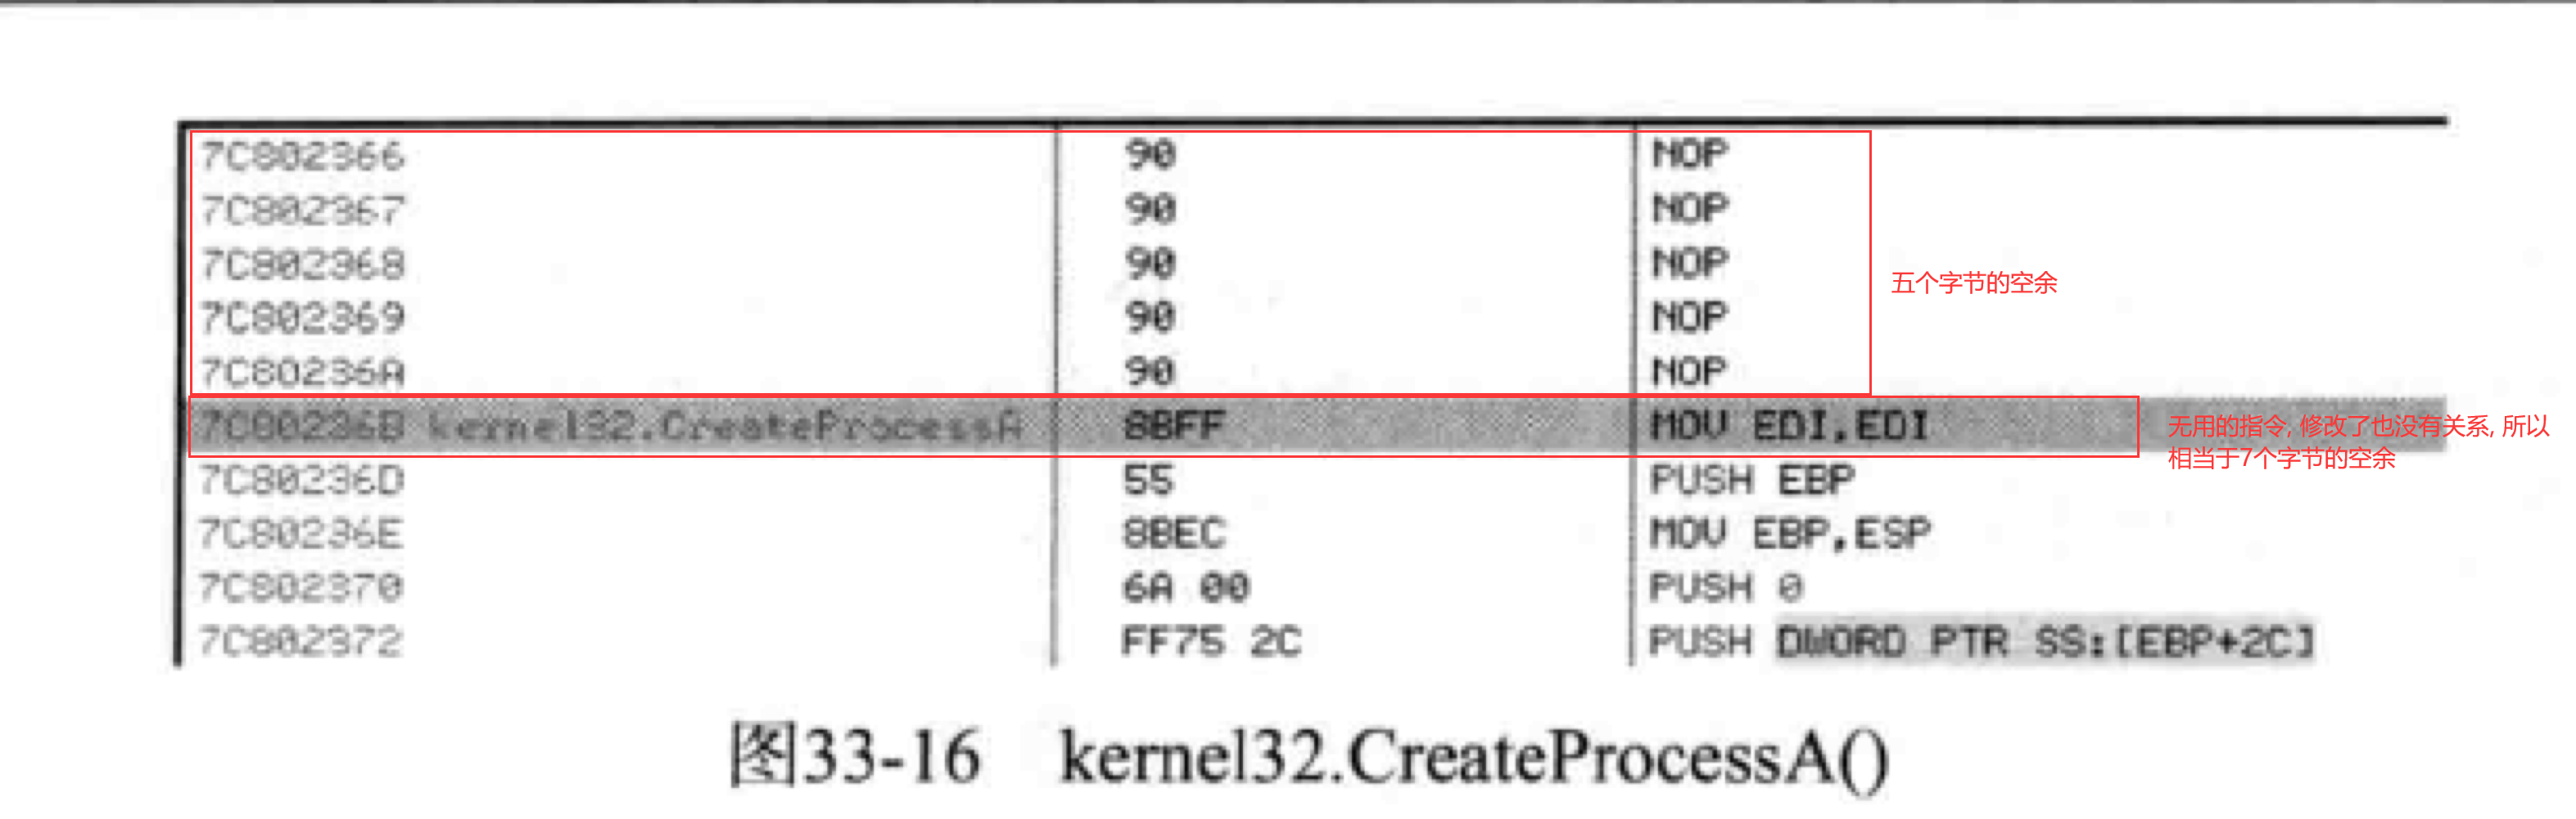 7C802366 90 NOP
7C802367 90 NOP
7C802368 90 NOP
7C802369 90 NOP
7C80236A 90 NOP
五个字节的空余
7C80236B kernel32.CreateProcessA 8BFF MOV EDI,EDI
无用的指令, 修改了也没有关系, 所以
相当于7个字节的空余
7C80236D 55 PUSH EBP
7C80236E 8BEC MOV EBP,ESP
7C802370 6A 00 PUSH 0
7C802372 FF75 2C PUSH DWORD PTR SS:[EBP+2C]
图33-16 kernel32.CreateProcessA()